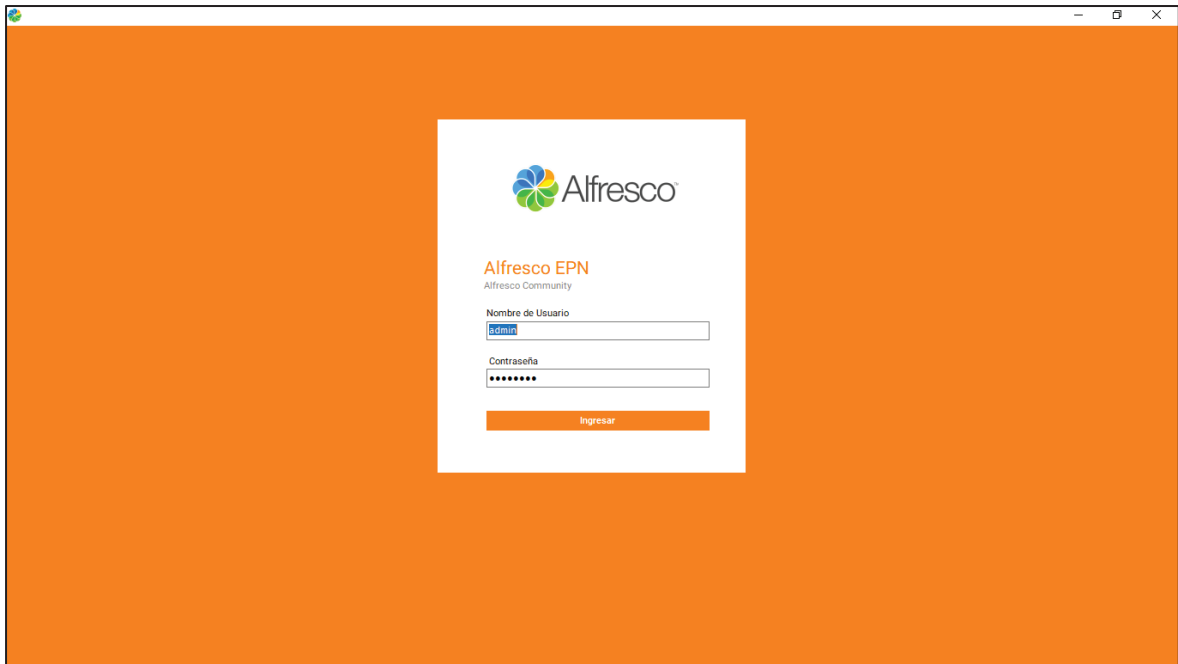 Alfresco
Alfresco EPN
Alfresco Community
Nombre de Usuario
admin
Contraseña
••••••••
Ingresar